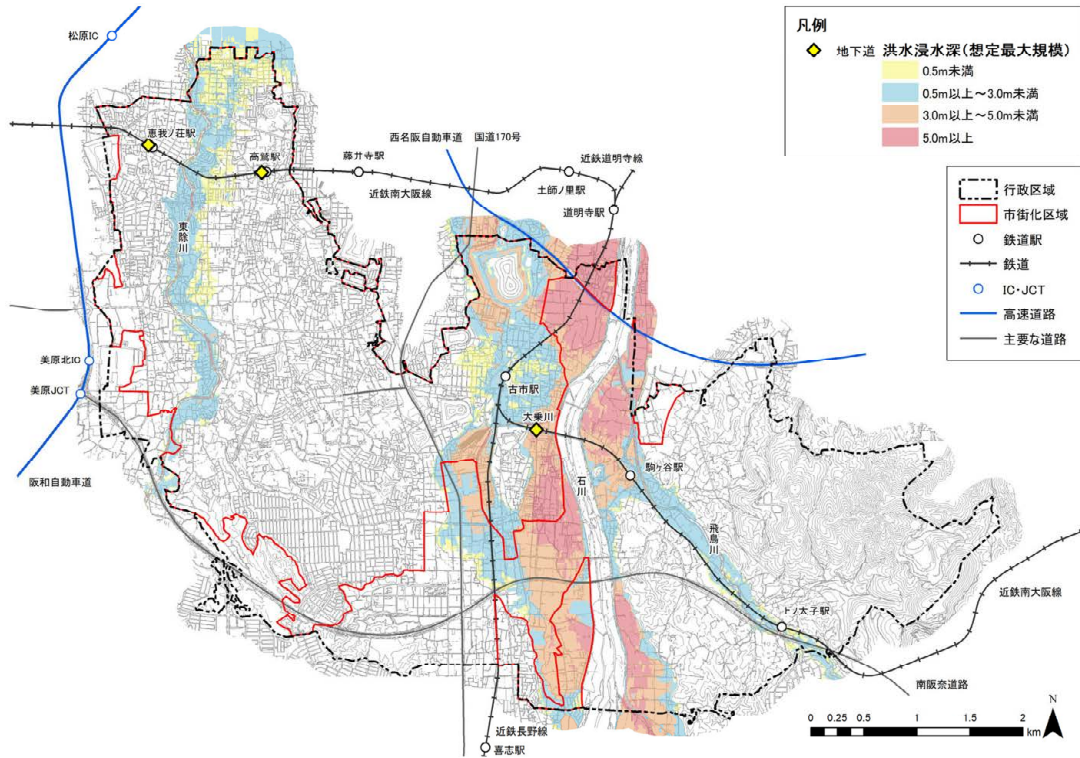 松原IC
恵我ノ荘駅
高鷲駅
藤井寺駅
西名阪自動車道
国道170号
近鉄南大阪線
近鉄道明寺線
土師ノ里駅
道明寺駅
東除川
美原北IC
美原JCT
阪和自動車道
古市駅
大乗川
石川
駒ヶ谷駅
飛鳥川
上ノ太子駅
近鉄南大阪線
南阪奈道路
近鉄長野線
喜志駅
凡例
地下道 洪水浸水深(想定最大規模)
0.5m未満
0.5m以上~3.0m未満
3.0m以上~5.0m未満
5.0m以上
行政区域
市街化区域
鉄道駅
鉄道
IC・JCT
高速道路
主要な道路
N
0 0.25 0.5 1 1.5 2
km